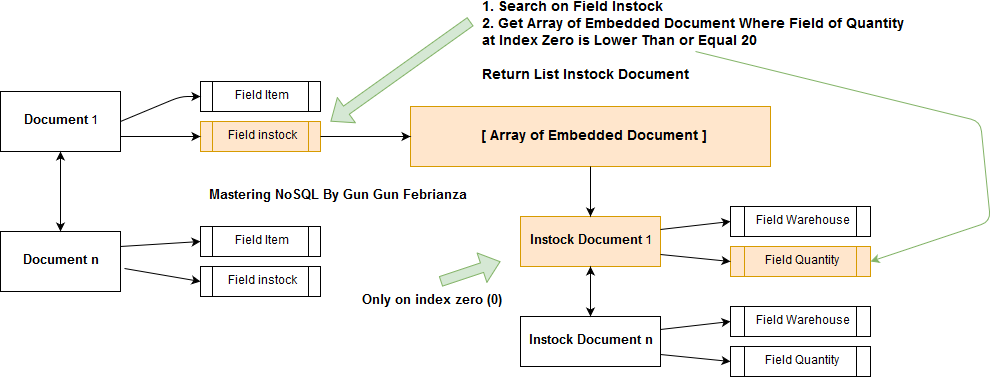 1. Search on Field Instock
2. Get Array of Embedded Document Where Field of Quantity
at Index Zero is Lower Than or Equal 20
Return List Instock Document
Document 1
Field Item
Field instock
[ Array of Embedded Document ]
Mastering NoSQL By Gun Gun Febrianza
Document n
Field Item
Field instock
Instock Document 1
Field Warehouse
Field Quantity
Only on index zero (0)
Instock Document n
Field Warehouse
Field Quantity